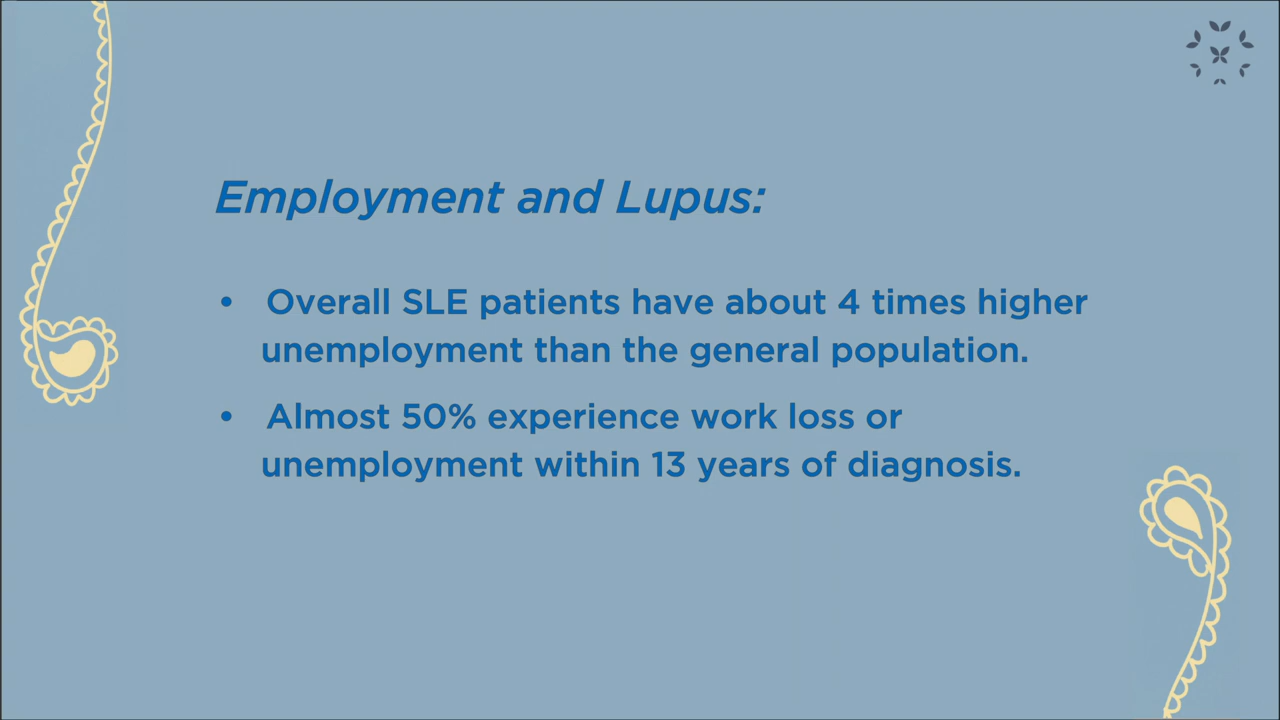 Employment and Lupus:
• Overall SLE patients have about 4 times higher
unemployment than the general population.
• Almost 50% experience work loss or
unemployment within 13 years of diagnosis.